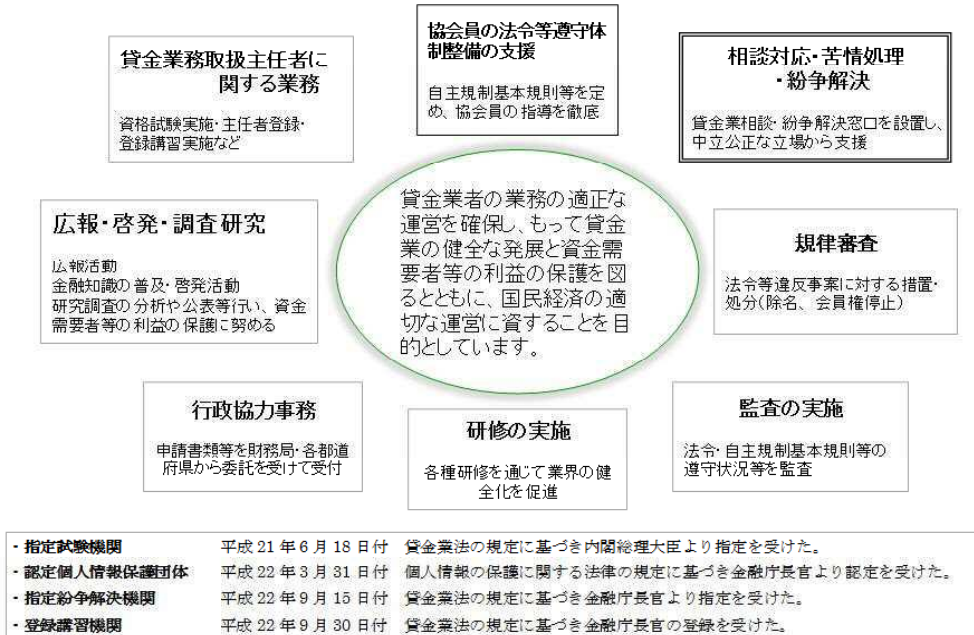 貸金業務取扱主任者に
関する業務
資格試験実施・主任者登録・
登録講習実施など
協会員の法令等遵守体
制整備の支援
自主規制基本規則等を定
め、協会員の指導を徹底
相談対応・苦情処理
・紛争解決
貸金業相談・紛争解決窓口を設置し、
中立公正な立場から支援
広報・啓発・調査研究
広報活動
金融知識の普及・啓発活動
研究調査の分析や公表等行い、資金
需要者等の利益の保護に努める
貸金業者の業務の適正な
運営を確保し、もって貸金
業の健全な発展と資金需
要者等の利益の保護を図
るとともに、国民経済の適
切な運営に資することを目
的としています。
規律審査
法令等違反事案に対する措置・
処分(除名、会員権停止)
行政協力事務
申請書類等を財務局・各都道
府県から委託を受けて受付
研修の実施
各種研修を通じて業界の健
全化を促進
監査の実施
法令・自主規制基本規則等の
遵守状況等を監査
・指定試験機関 平成21年6月18日付 貸金業法の規定に基づき内閣総理大臣より指定を受けた。
・認定個人情報保護団体 平成22年3月31日付 個人情報の保護に関する法律の規定に基づき金融庁長官より認定を受けた。
・指定紛争解決機関 平成22年9月15日付 貸金業法の規定に基づき金融庁長官より指定を受けた。
・登録講習機関 平成22年9月30日付 貸金業法の規定に基づき金融庁長官の登録を受けた。